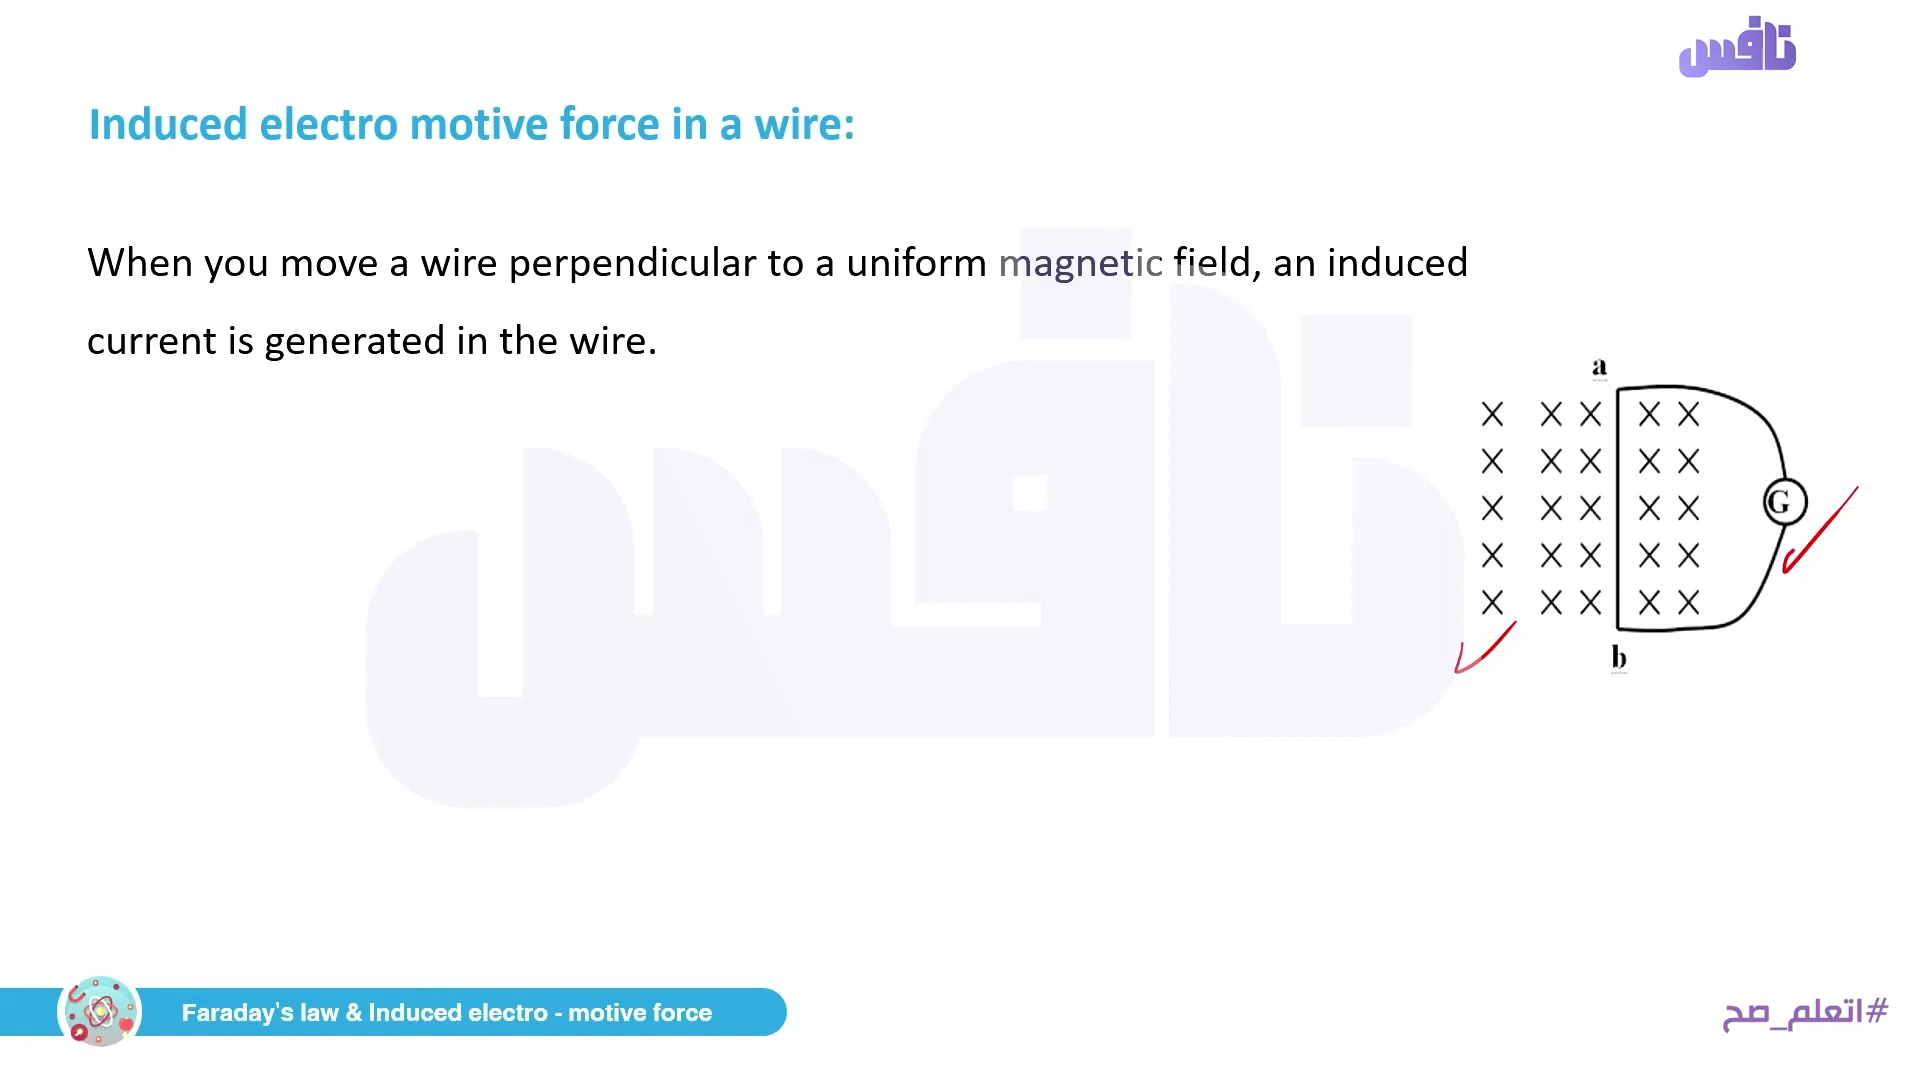 نافس
Induced electro motive force in a wire:
When you move a wire perpendicular to a uniform magnetic field, an induced
current is generated in the wire.
a
X X X X X
X X X X X
X X X X X
G
X X X X X
X X X X X
b
Faraday's law & Induced electro - motive force
#اتعلم_صح